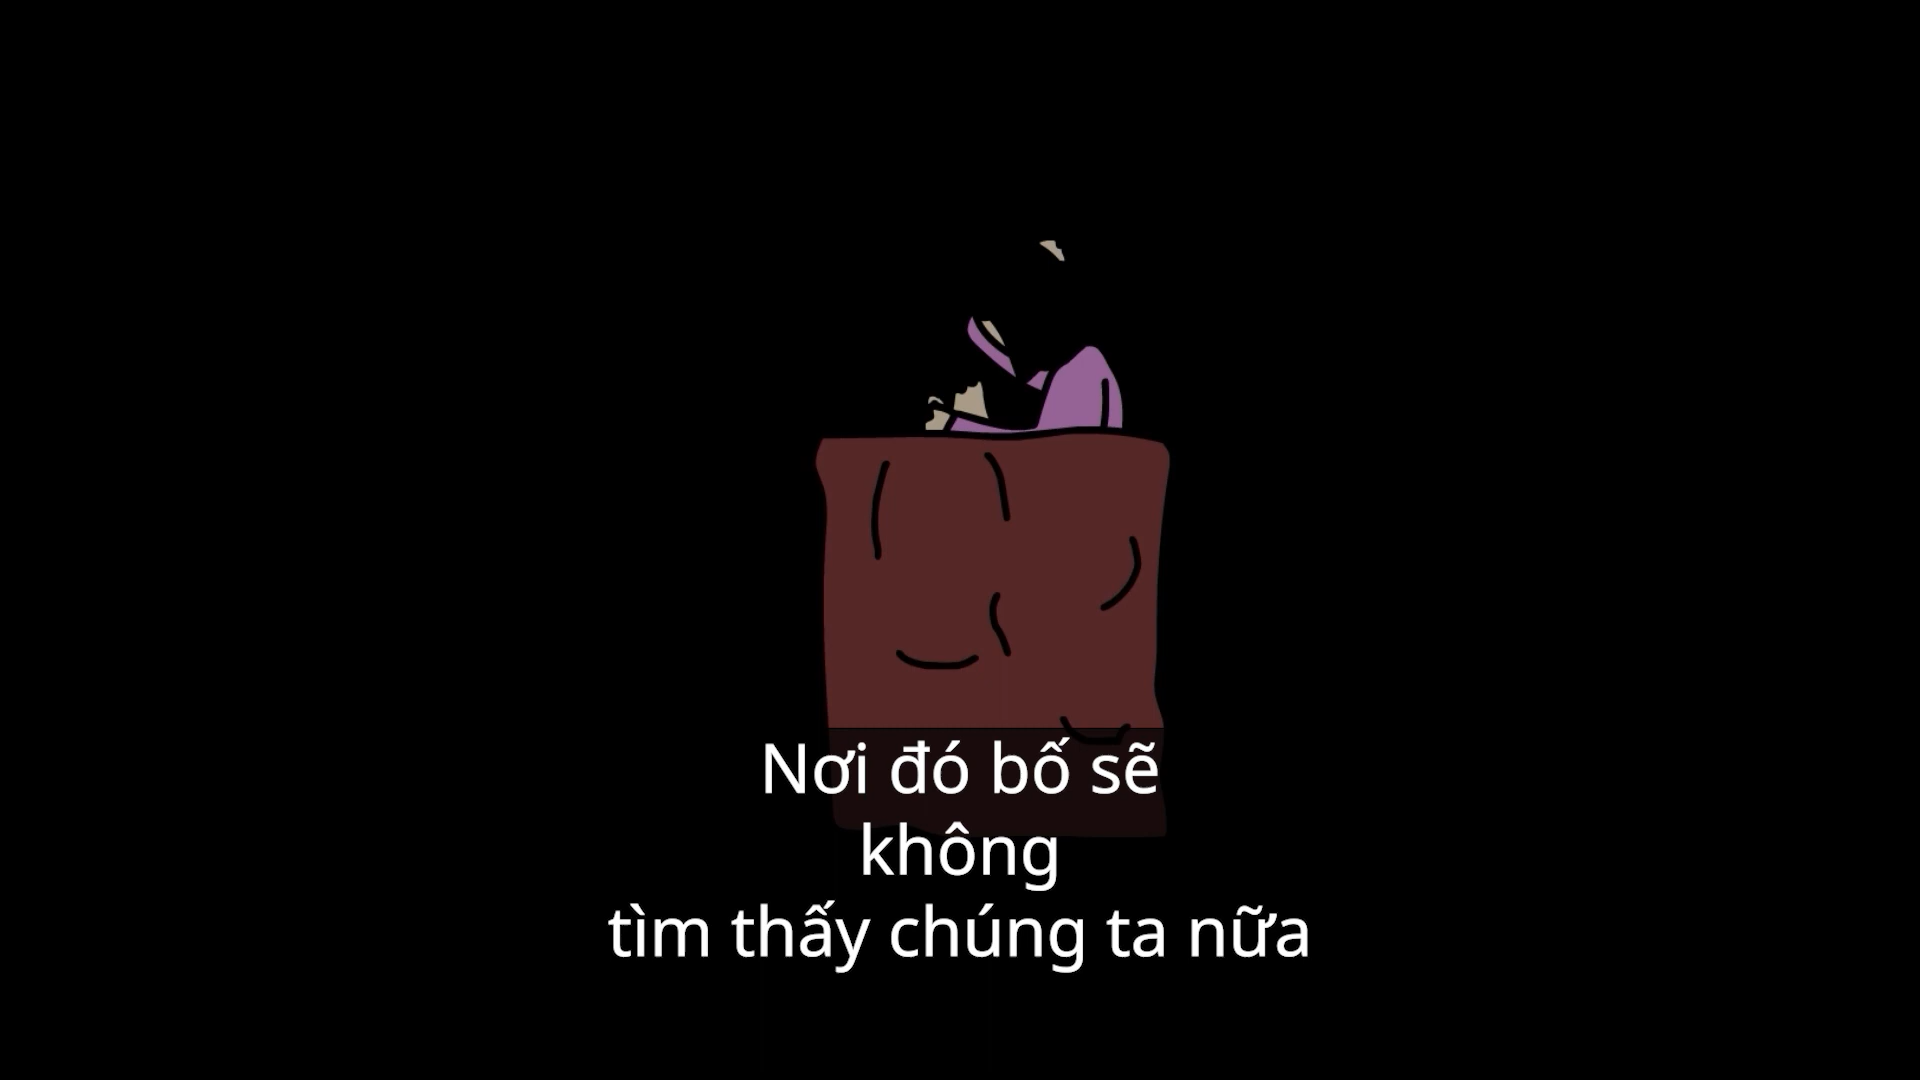 Nơi đó bố sẽ
không
tìm thấy chúng ta nữa